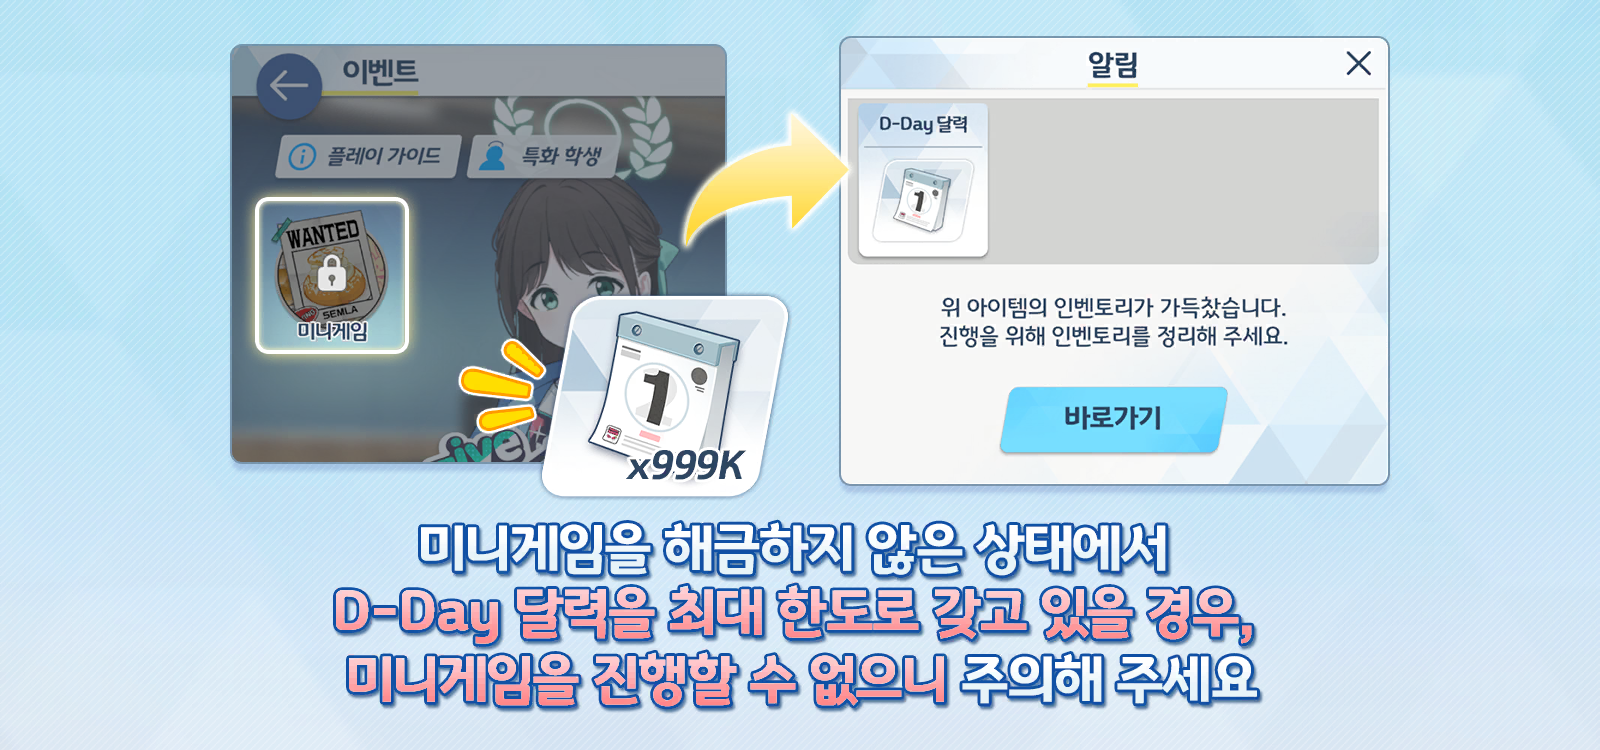 이벤트
플레이 가이드
특화 학생
WANTED
SEMLA
미니게임
x999K
알림
D-Day 달력
1
위 아이템의 인벤토리가 가득찼습니다.
진행을 위해 인벤토리를 정리해 주세요.
바로가기
1
미니게임을 해금하지 않은 상태에서
D-Day 달력을 최대 한도로 갖고 있을 경우,
미니게임을 진행할 수 없으니 주의해 주세요